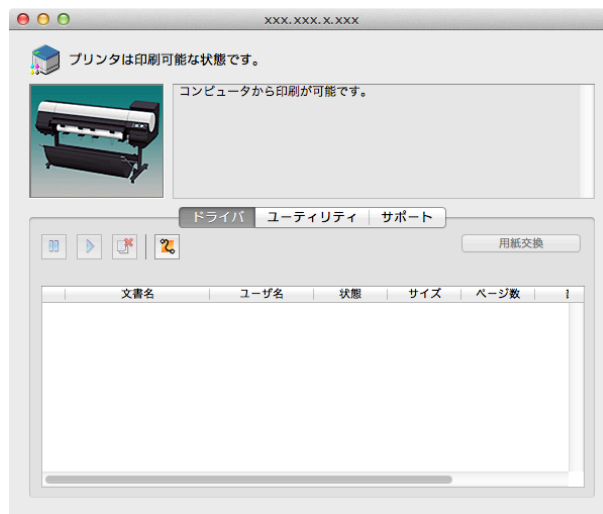 xxx.xxx.x.xxx
プリンタは印刷可能な状態です。
コンピュータから印刷が可能です。
ドライバ ユーティリティ サポート
用紙交換
文書名 ユーザ名 状態 サイズ ページ数